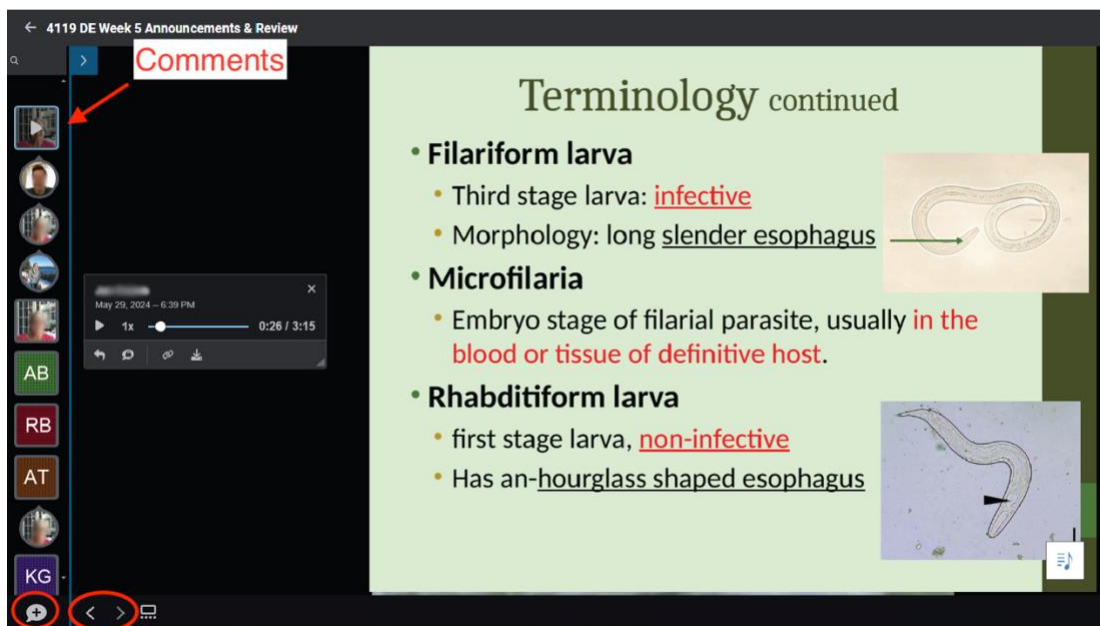 ← 4119 DE Week 5 Announcements & Review
Comments
May 29, 2024 – 6:39 PM
1x
0:26 / 3:15
AB
RB
AT
KG
Terminology continued
• Filariform larva
• Third stage larva: infective
• Morphology: long slender esophagus
• Microfilaria
• Embryo stage of filarial parasite, usually in the
blood or tissue of definitive host.
• Rhabditiform larva
• first stage larva, non-infective
• Has an-hourglass shaped esophagus